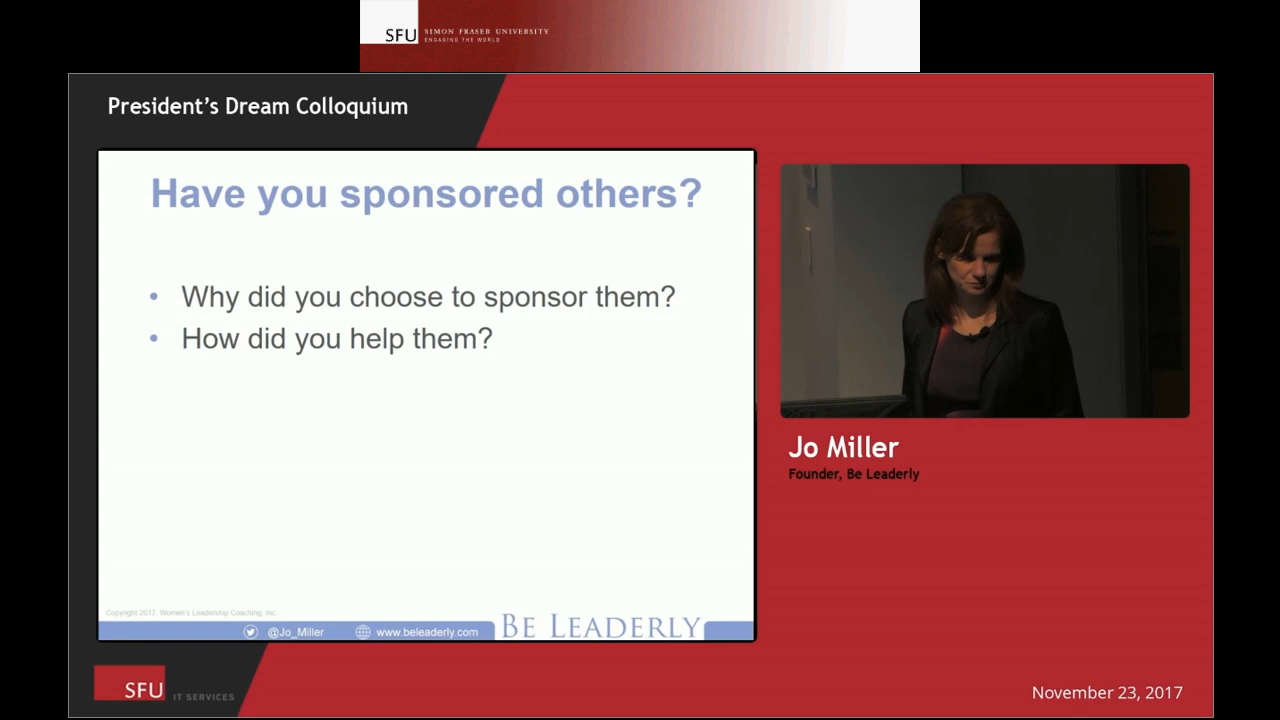 SFU SIMON FRASER UNIVERSITY
ENGAGING THE WORLD
President's Dream Colloquium
Have you sponsored others?
• Why did you choose to sponsor them?
• How did you help them?
Copyright 2017, Women's Leadership Coaching, Inc.
@Jo_Miller www.beleaderly.com BE LEADERLY
Jo Miller
Founder, Be Leaderly
SFU IT SERVICES
November 23, 2017